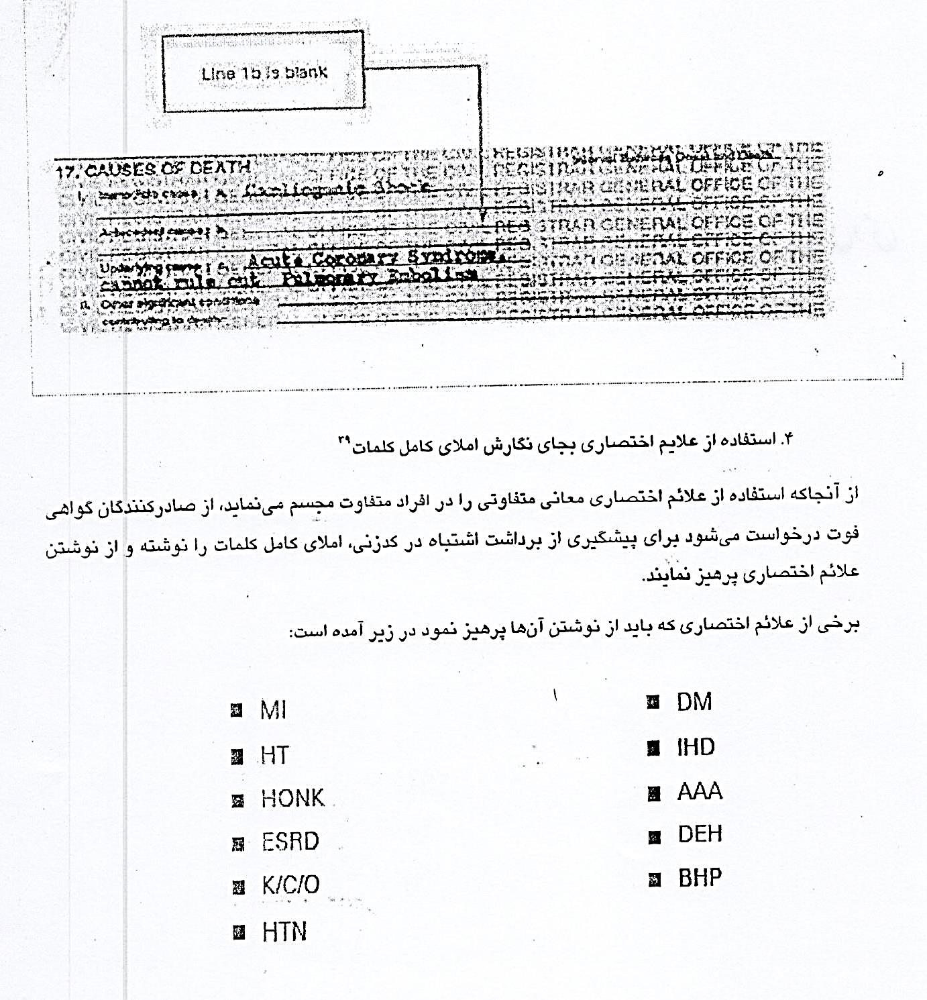 Line 1b is blank
17. CAUSES OF DEATH
I. Immediate cause : a. Cardiogenic Shock
Antecedent cause : b.
Underlying cause : c. Acute Coronary Syndrome,
cannot rule out Pulmonary Embolism
II. Other significant conditions
contributing to death
REGISTRAR GENERAL OFFICE OF THE
REGISTRAR GENERAL OFFICE OF THE
۴. استفاده از علایم اختصاری بجای نگارش املای کامل کلمات۳۹
از آنجاکه استفاده از علائم اختصاری معانی متفاوتی را در افراد متفاوت مجسم می‌نماید، از صادرکنندگان گواهی
فوت درخواست می‌شود برای پیشگیری از برداشت اشتباه در کدزنی، املای کامل کلمات را نوشته و از نوشتن
علائم اختصاری پرهیز نمایند.
برخی از علائم اختصاری که باید از نوشتن آن‌ها پرهیز نمود در زیر آمده است:
■ MI
■ HT
■ HONK
■ ESRD
■ K/C/O
■ HTN
■ DM
■ IHD
■ AAA
■ DEH
■ BHP